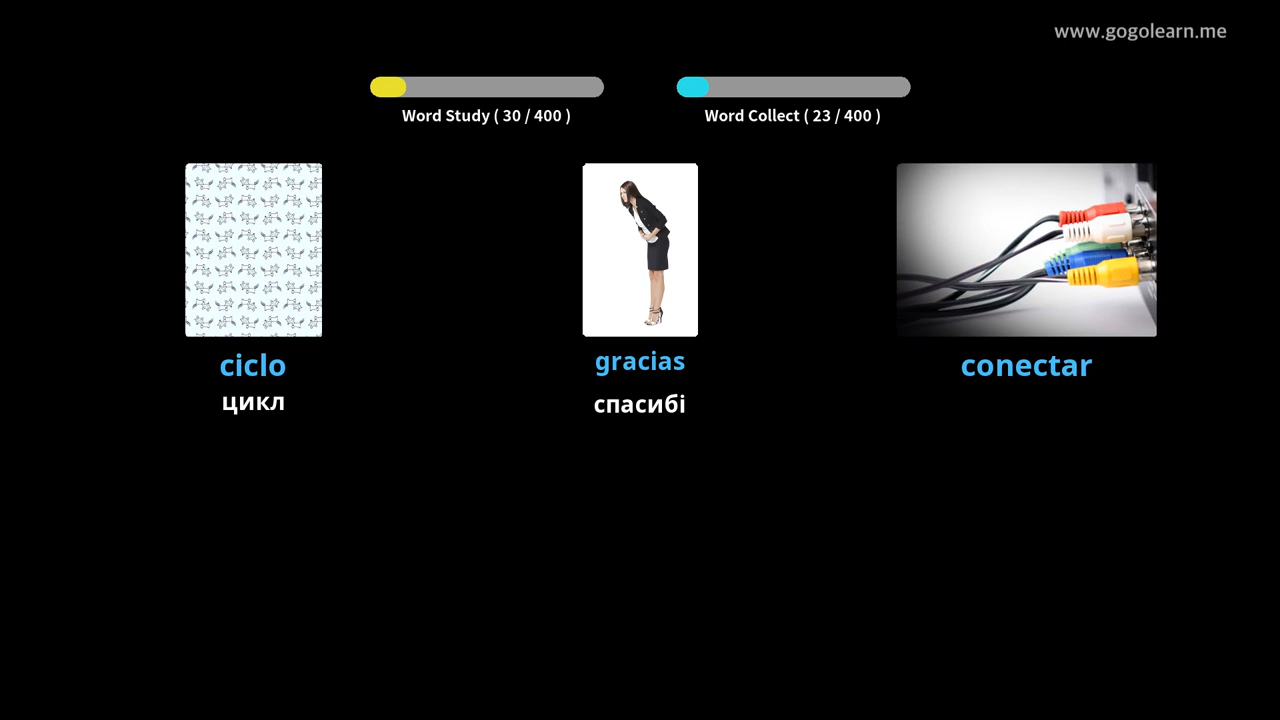 www.gogolearn.me
Word Study ( 30 / 400 )
Word Collect ( 23 / 400 )
ciclo
цикл
gracias
спасибі
conectar